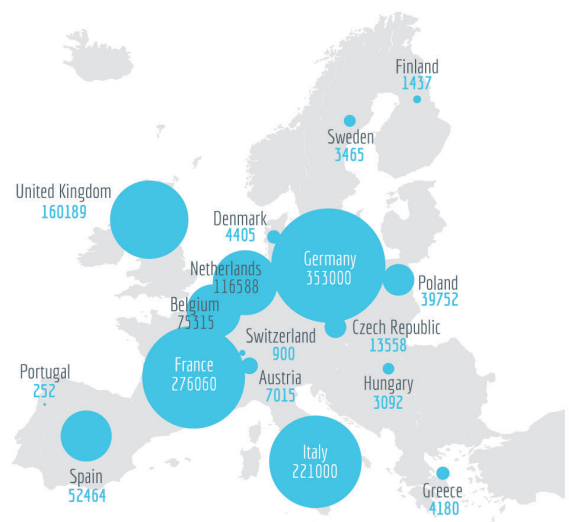 Finland
1437
Sweden
3465
United Kingdom
160189
Denmark
4405
Germany
353000
Netherlands
116588
Poland
39752
Belgium
75315
Czech Republic
13558
Switzerland
900
France
276060
Austria
7015
Portugal
252
Hungary
3092
Italy
221000
Spain
52464
Greece
4180